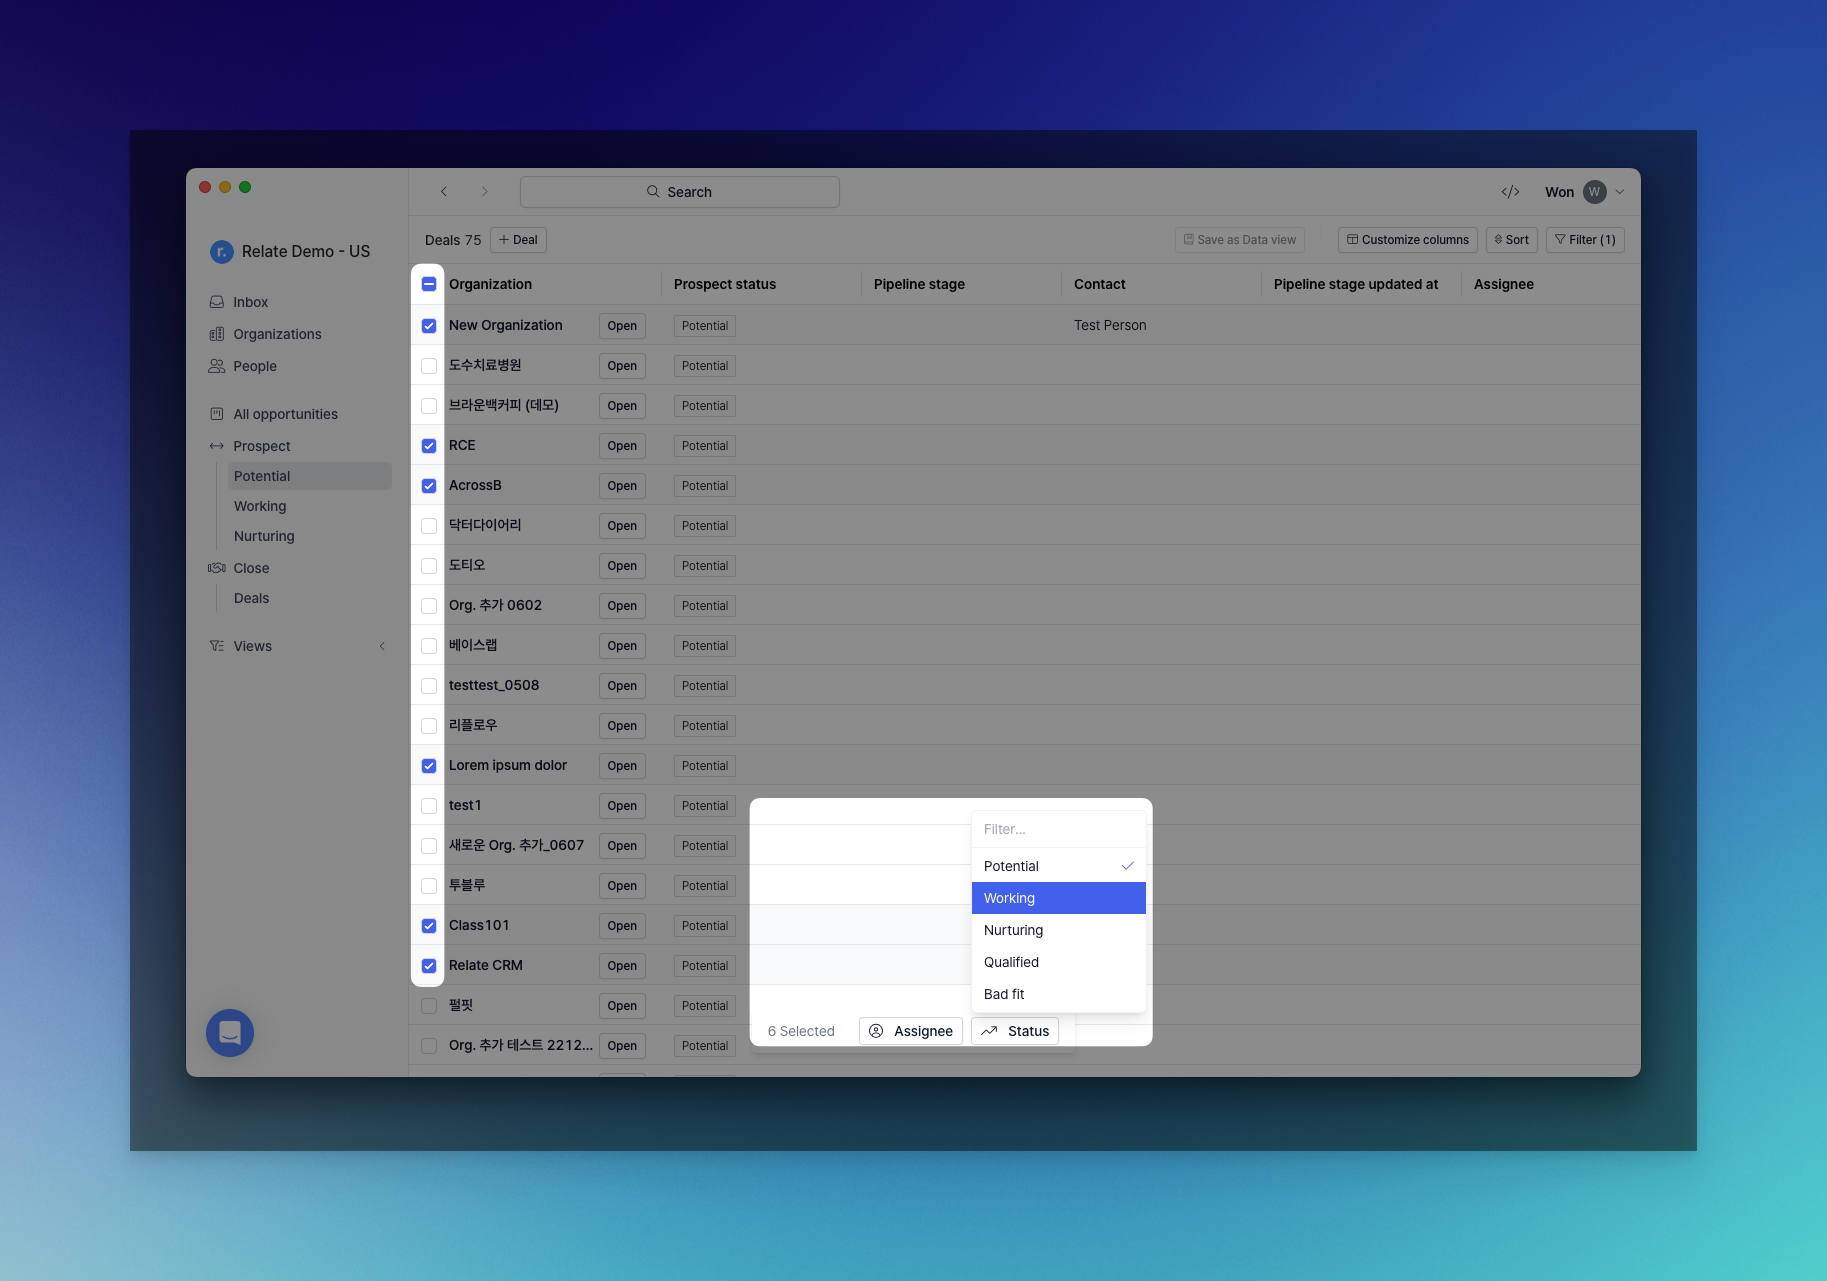 Search
</>
Won
W
r.
Relate Demo - US
Inbox
Organizations
People
All opportunities
Prospect
Potential
Working
Nurturing
Close
Deals
Views
Deals 75
+ Deal
Save as Data view
Customize columns
Sort
Filter (1)
Organization
Prospect status
Pipeline stage
Contact
Pipeline stage updated at
Assignee
New Organization Open Potential Test Person
도수치료병원 Open Potential
브라운백커피 (데모) Open Potential
RCE Open Potential
AcrossB Open Potential
닥터다이어리 Open Potential
도티오 Open Potential
Org. 추가 0602 Open Potential
베이스랩 Open Potential
testtest_0508 Open Potential
리플로우 Open Potential
Lorem ipsum dolor Open Potential
test1 Open Potential
새로운 Org. 추가_0607 Open Potential
투블루 Open Potential
Class101 Open Potential
Relate CRM Open Potential
펄핏 Open Potential
Org. 추가 테스트 2212... Open Potential
Filter...
Potential
Working
Nurturing
Qualified
Bad fit
6 Selected
Assignee
Status